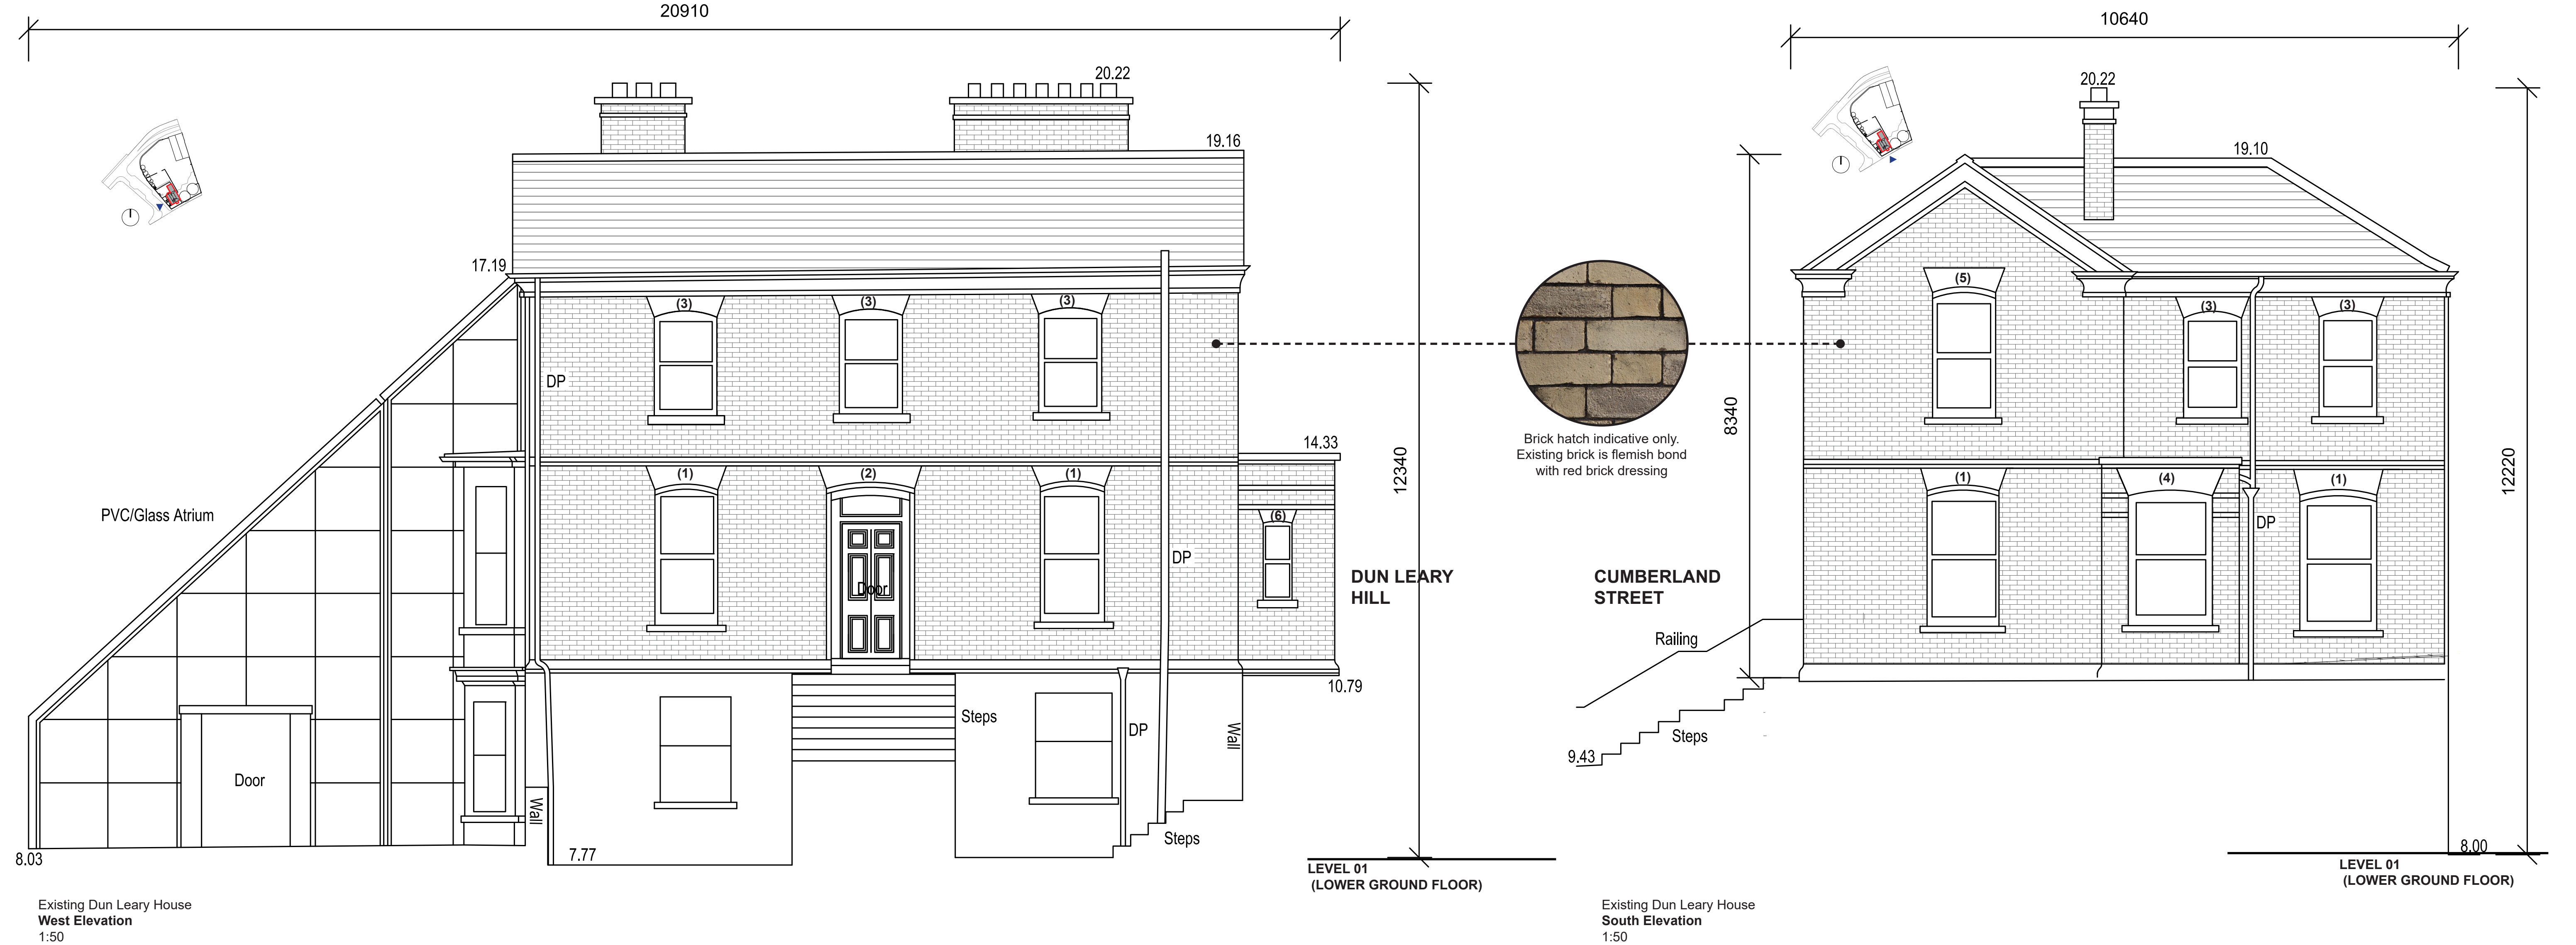 20910
10640
20.22
20.22
19.16
19.10
17.19
(3)
(3)
(3)
(5)
(3)
(3)
DP
8340
12340
12220
Brick hatch indicative only.
Existing brick is flemish bond
with red brick dressing
14.33
(1)
(2)
(1)
(6)
(1)
(4)
(1)
PVC/Glass Atrium
DP
DP
Door
DUN LEARY
HILL
CUMBERLAND
STREET
Railing
10.79
Steps
DP
Wall
Steps
9.43
Door
Wall
Steps
7.77
8.03
8.00
LEVEL 01
(LOWER GROUND FLOOR)
LEVEL 01
(LOWER GROUND FLOOR)
Existing Dun Leary House
West Elevation
1:50
Existing Dun Leary House
South Elevation
1:50